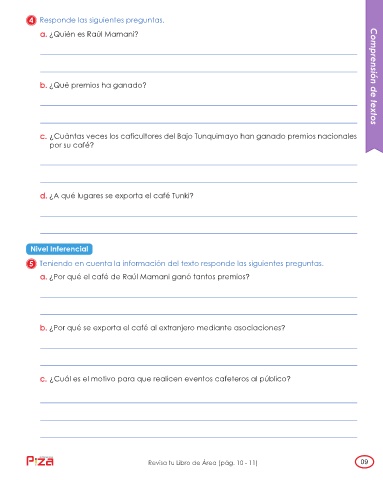 4 Responde las siguientes preguntas.
a. ¿Quién es Raúl Mamani?
b. ¿Qué premios ha ganado?
c. ¿Cuántas veces los caficultores del Bajo Tunquimayo han ganado premios nacionales
por su café?
d. ¿A qué lugares se exporta el café Tunki?
Nivel Inferencial
5 Teniendo en cuenta la información del texto responde las siguientes preguntas.
a. ¿Por qué el café de Raúl Mamani ganó tantos premios?
b. ¿Por qué se exporta el café al extranjero mediante asociaciones?
c. ¿Cuál es el motivo para que realicen eventos cafeteros al público?
Comprensión de textos
Revisa tu Libro de Área (pág. 10 - 11)
09